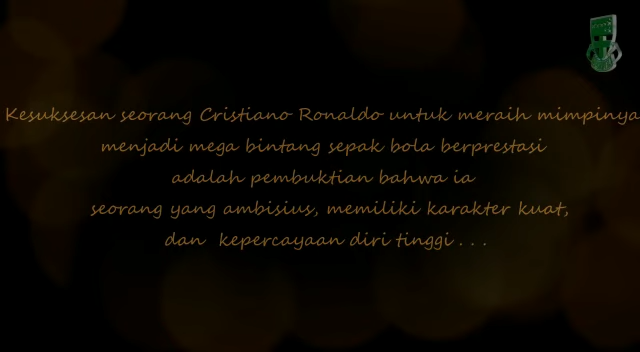 Kesuksesan seorang Cristiano Ronaldo untuk meraih mimpinya
menjadi mega bintang sepak bola berprestasi
adalah pembuktian bahwa ia
seorang yang ambisius, memiliki karakter kuat,
dan  kepercayaan diri tinggi . . .